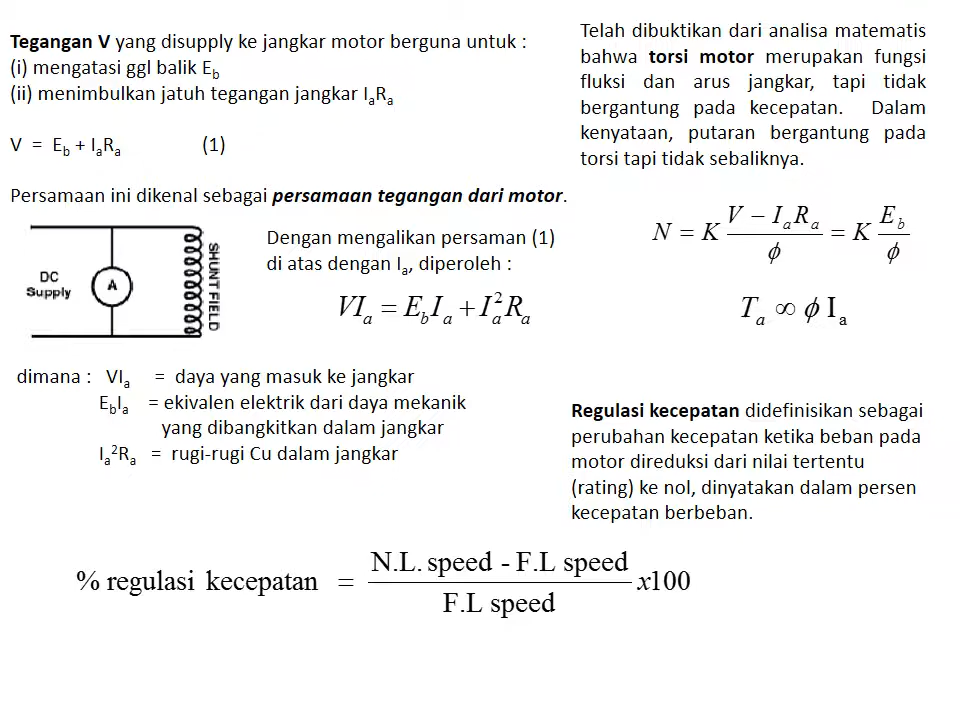 Tegangan V yang disupply ke jangkar motor berguna untuk :
(i) mengatasi ggl balik E_b
(ii) menimbulkan jatuh tegangan jangkar I_aR_a
V = E_b + I_aR_a (1)
Persamaan ini dikenal sebagai persamaan tegangan dari motor.
DC
Supply
A
SHUNT FIELD
Dengan mengalikan persaman (1)
di atas dengan I_a, diperoleh :
VI_a = E_bI_a + I_a^2R_a
dimana : VI_a = daya yang masuk ke jangkar
E_bI_a = ekivalen elektrik dari daya mekanik
yang dibangkitkan dalam jangkar
I_a^2R_a = rugi-rugi Cu dalam jangkar
Telah dibuktikan dari analisa matematis
bahwa torsi motor merupakan fungsi
fluksi dan arus jangkar, tapi tidak
bergantung pada kecepatan. Dalam
kenyataan, putaran bergantung pada
torsi tapi tidak sebaliknya.
N = K (V − I_aR_a)/ϕ = K E_b/ϕ
T_a ∞ ϕ I_a
Regulasi kecepatan didefinisikan sebagai
perubahan kecepatan ketika beban pada
motor direduksi dari nilai tertentu
(rating) ke nol, dinyatakan dalam persen
kecepatan berbeban.
% regulasi kecepatan = (N.L. speed - F.L speed)/(F.L speed) x100